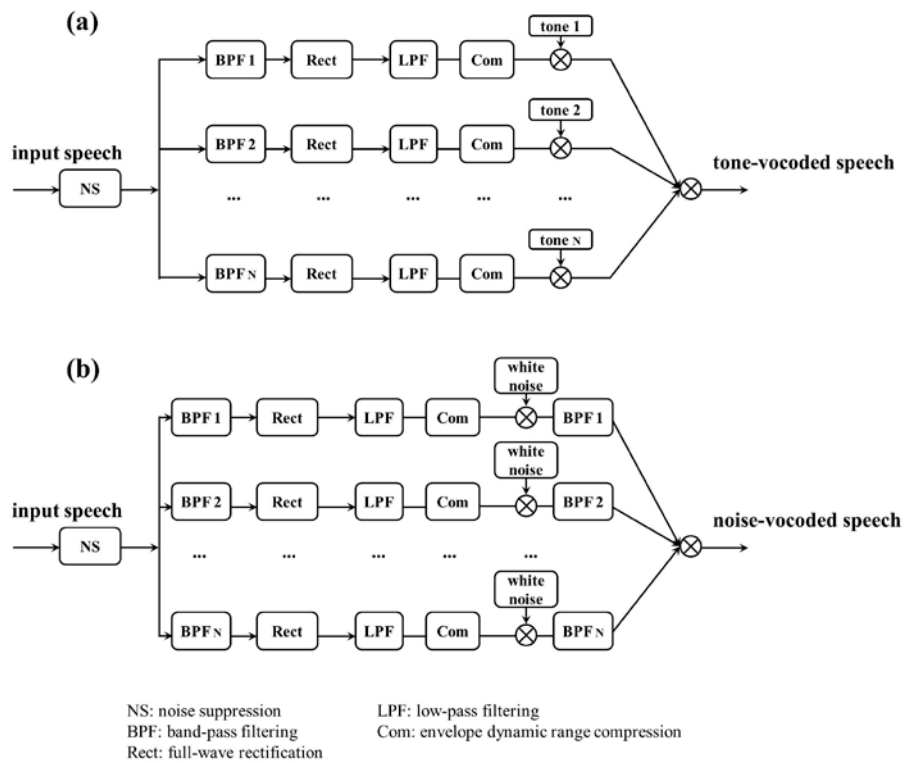 (a)
tone 1
BPF 1 Rect LPF Com
tone 2
BPF 2 Rect LPF Com
input speech
tone-vocoded speech
NS
... ... ... ... ...
tone N
BPF N Rect LPF Com
(b)
white
noise
BPF 1 Rect LPF Com BPF 1
white
noise
BPF 2 Rect LPF Com BPF 2
input speech
noise-vocoded speech
NS
... ... ... ... ...
white
noise
BPF N Rect LPF Com BPF N
NS: noise suppression LPF: low-pass filtering
BPF: band-pass filtering Com: envelope dynamic range compression
Rect: full-wave rectification